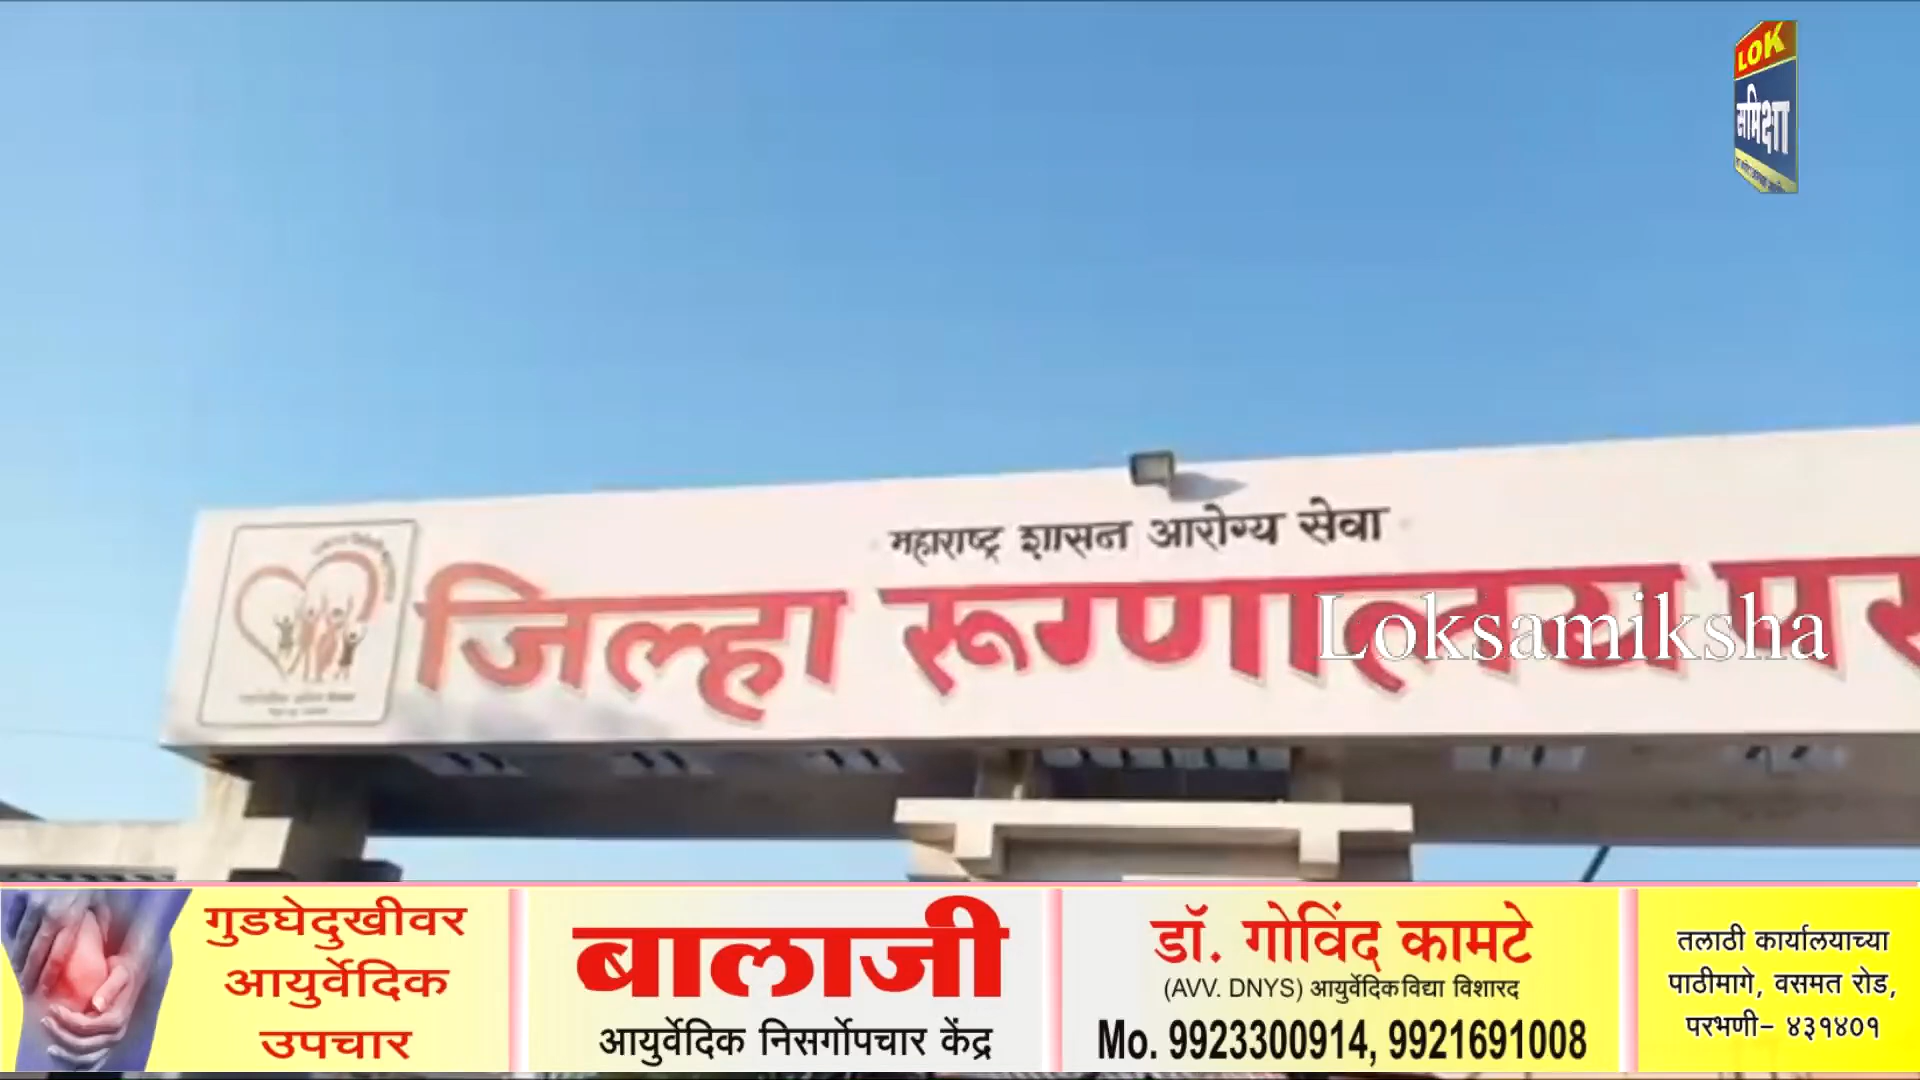 LOK
समिक्षा
महाराष्ट्र शासन आरोग्य सेवा
जिल्हा रूग्णालय पर
Loksamiksha
गुडघेदुखीवर
आयुर्वेदिक
उपचार
बालाजी
आयुर्वेदिक निसर्गोपचार केंद्र
डॉ. गोविंद कामटे
(AVV. DNYS) आयुर्वेदिक विद्या विशारद
Mo. 9923300914, 9921691008
तलाठी कार्यालयाच्या
पाठीमागे, वसमत रोड,
परभणी- ४३१४०१